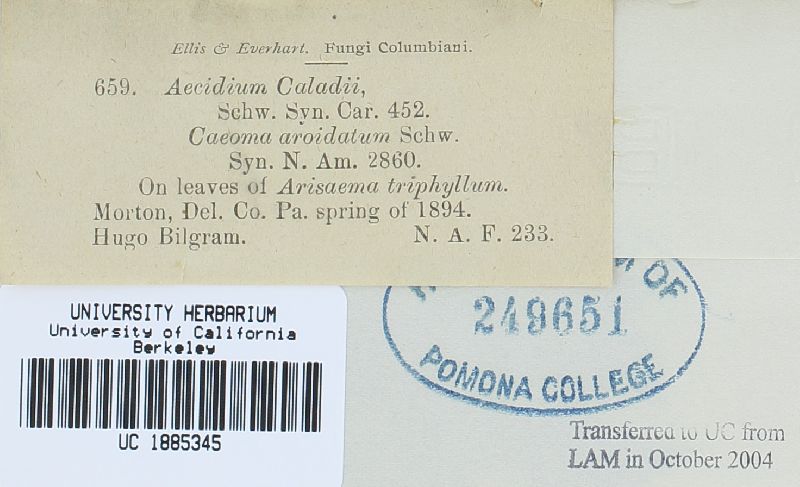 Ellis & Everhart. Fungi Columbiani.
659. Aecidium Caladii,
Schw. Syn. Car. 452.
Caeoma aroidatum Schw.
Syn. N. Am. 2860.
On leaves of Arisaema triphyllum.
Morton, Del. Co. Pa. spring of 1894.
Hugo Bilgram. N. A. F. 233.
OF
249651
POMONA COLLEGE
UNIVERSITY HERBARIUM
University of California
Berkeley
UC 1885345
Transferred to UC from
LAM in October 2004